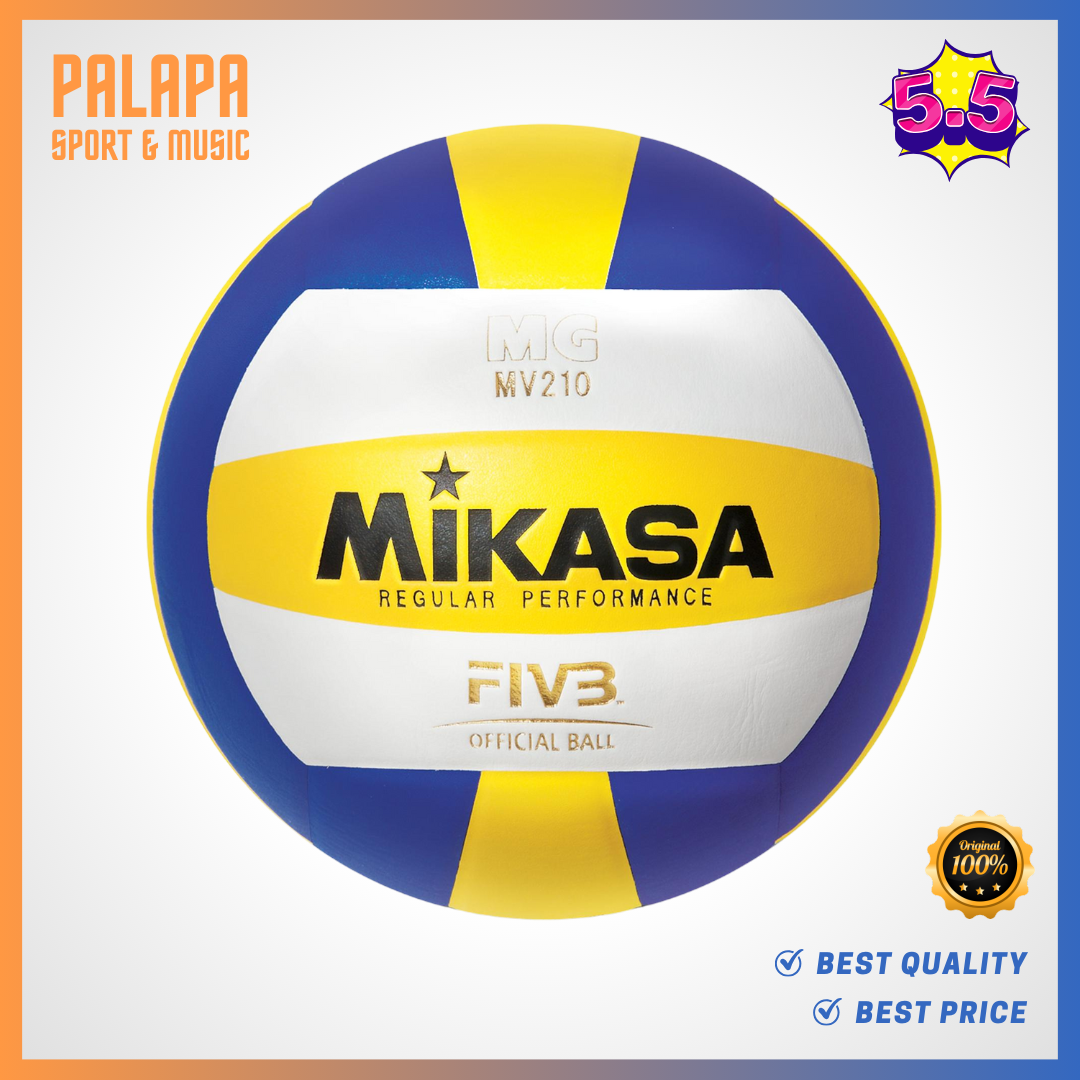 PALAPA
SPORT & MUSIC
5.5
MG
MV210
MiKASA
REGULAR PERFORMANCE
FIVB
OFFICIAL BALL
Original
100%
BEST QUALITY
BEST PRICE